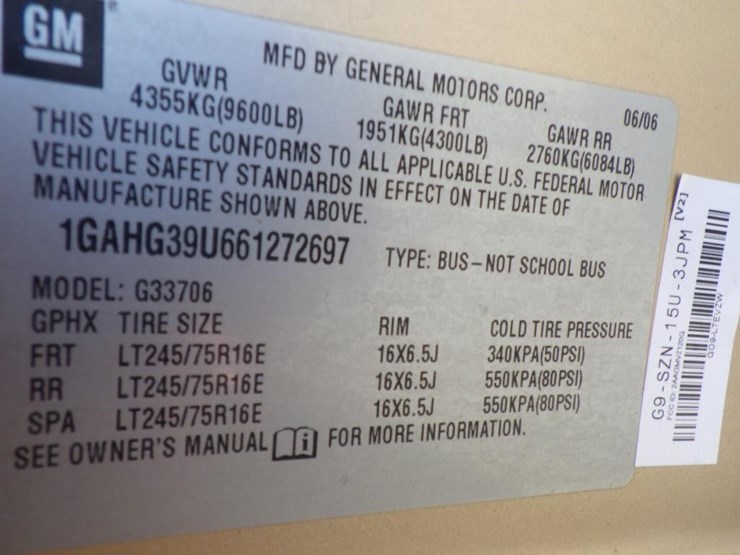 GM
MFD BY GENERAL MOTORS CORP. 06/06
GVWR GAWR FRT GAWR RR
4355KG(9600LB) 1951KG(4300LB) 2760KG(6084LB)
THIS VEHICLE CONFORMS TO ALL APPLICABLE U.S. FEDERAL MOTOR
VEHICLE SAFETY STANDARDS IN EFFECT ON THE DATE OF
MANUFACTURE SHOWN ABOVE.
1GAHG39U661272697 TYPE: BUS-NOT SCHOOL BUS
MODEL: G33706
GPHX TIRE SIZE RIM COLD TIRE PRESSURE
FRT LT245/75R16E 16X6.5J 340KPA(50PSI)
RR LT245/75R16E 16X6.5J 550KPA(80PSI)
SPA LT245/75R16E 16X6.5J 550KPA(80PSI)
SEE OWNER'S MANUAL i FOR MORE INFORMATION.
G9-SZN-15U-3JPM [V2]
FCC ID: